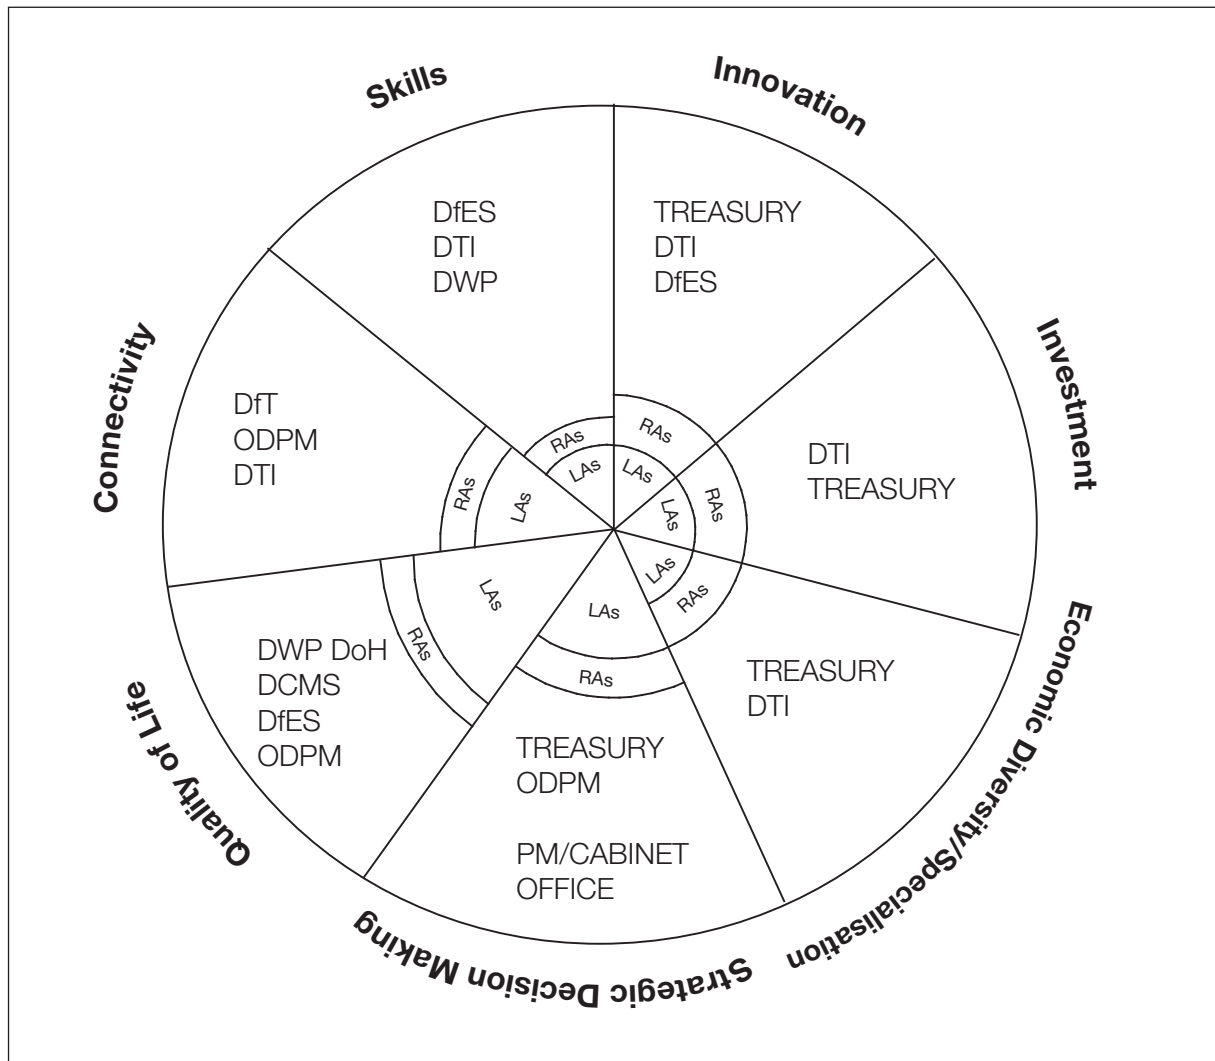 Skills
Innovation
DfES
DTI
DWP
TREASURY
DTI
DfES
Connectivity
Investment
DfT
ODPM
DTI
DTI
TREASURY
RAs
RAs
LAs
LAs
RAs
LAs
LAs
RAs
LAs
RAs
LAs
RAs
LAs
RAs
DWP DoH
DCMS
DfES
ODPM
TREASURY
DTI
TREASURY
ODPM
PM/CABINET
OFFICE
Quality of Life
Economic Diversity/Specialisation
Strategic Decision Making